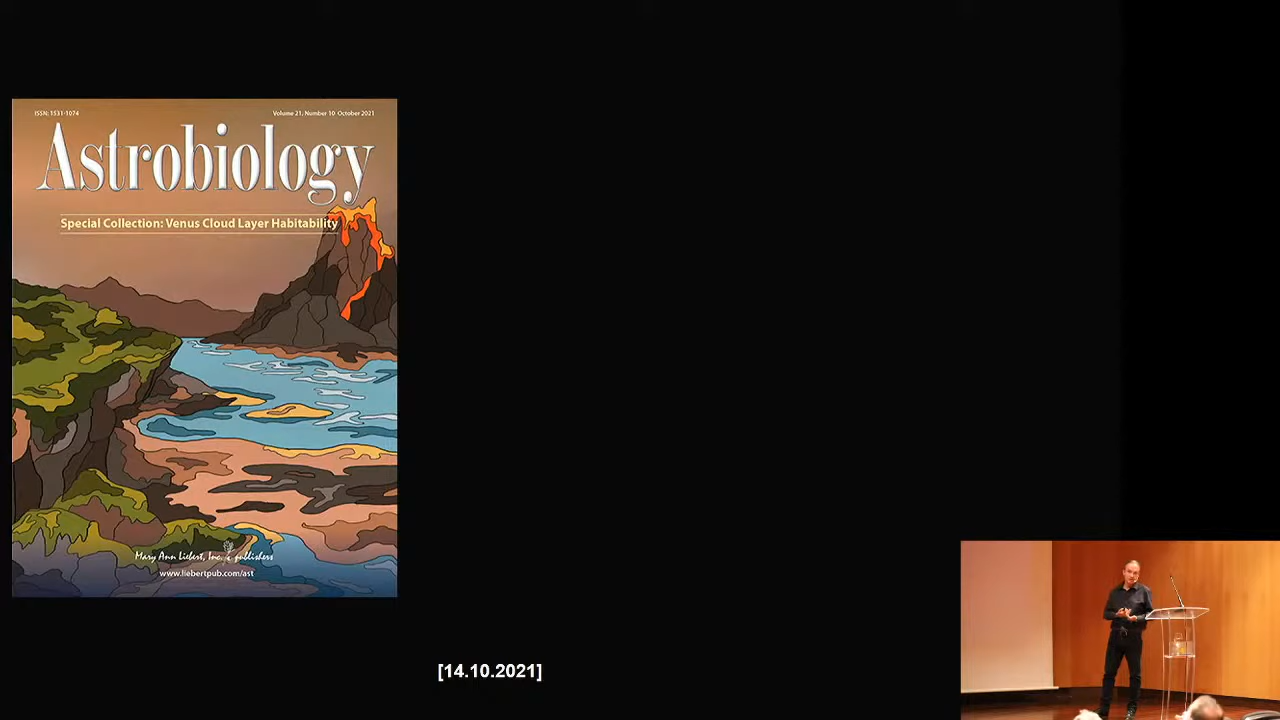 ISSN: 1531-1074
Volume 21, Number 10 October 2021
Astrobiology
Special Collection: Venus Cloud Layer Habitability
Mary Ann Liebert, Inc. publishers
www.liebertpub.com/ast
[14.10.2021]